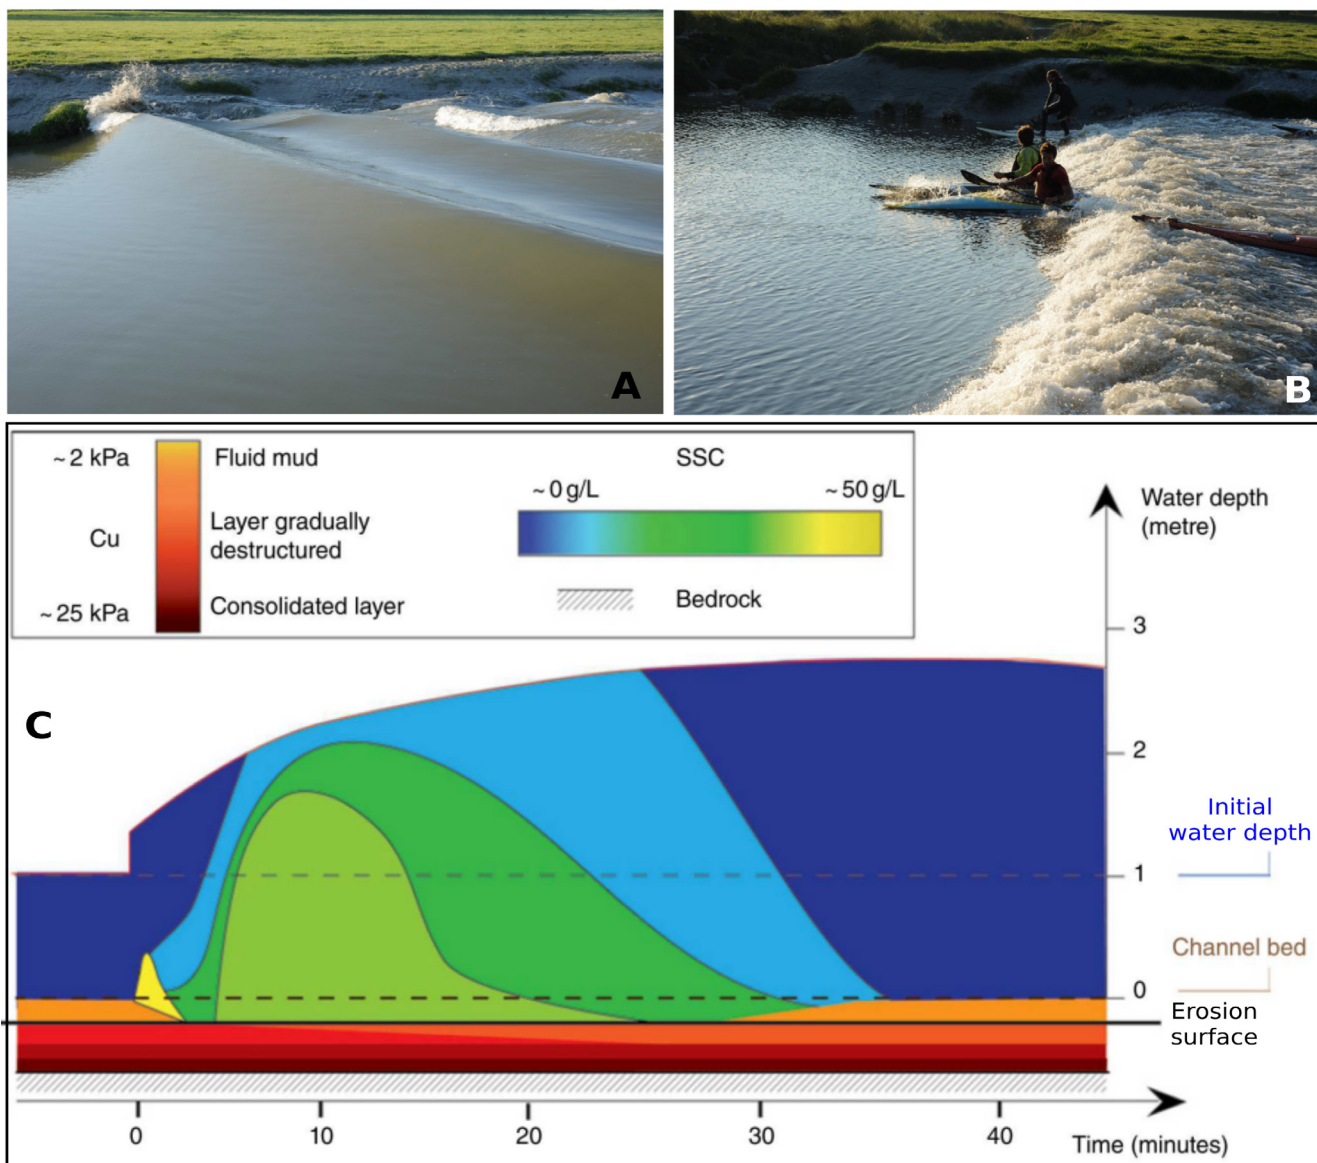 A
B
~ 2 kPa
Fluid mud
Cu
Layer gradually
destructured
~ 25 kPa
Consolidated layer
SSC
~ 0 g/L
~ 50 g/L
Bedrock
Water depth
(metre)
3
C
2
Initial
water depth
1
Channel bed
0
Erosion
surface
0
10
20
30
40
Time (minutes)